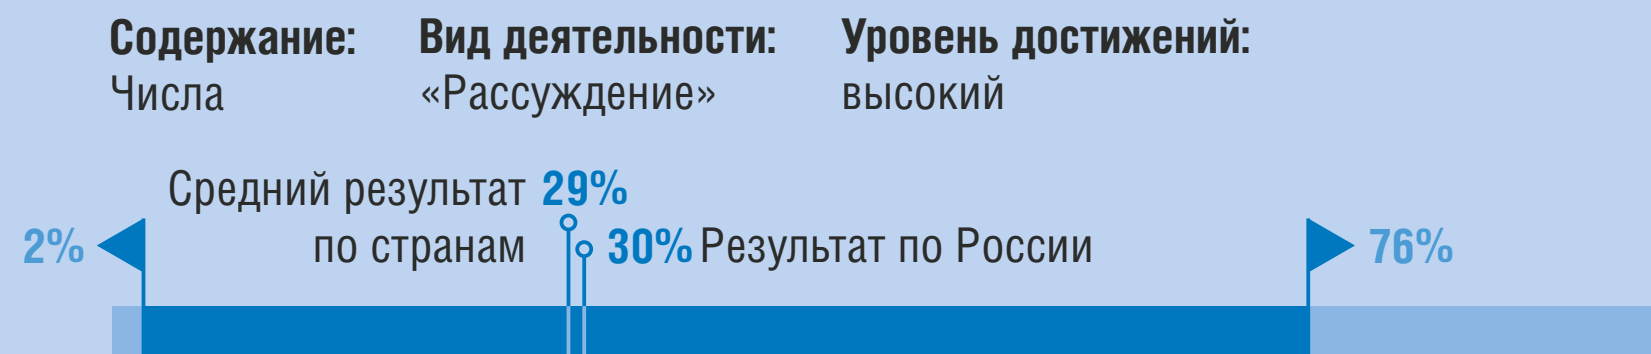 Содержание: Вид деятельности: Уровень достижений:
Числа «Рассуждение» высокий
Средний результат 29%
2% по странам 30% Результат по России 76%